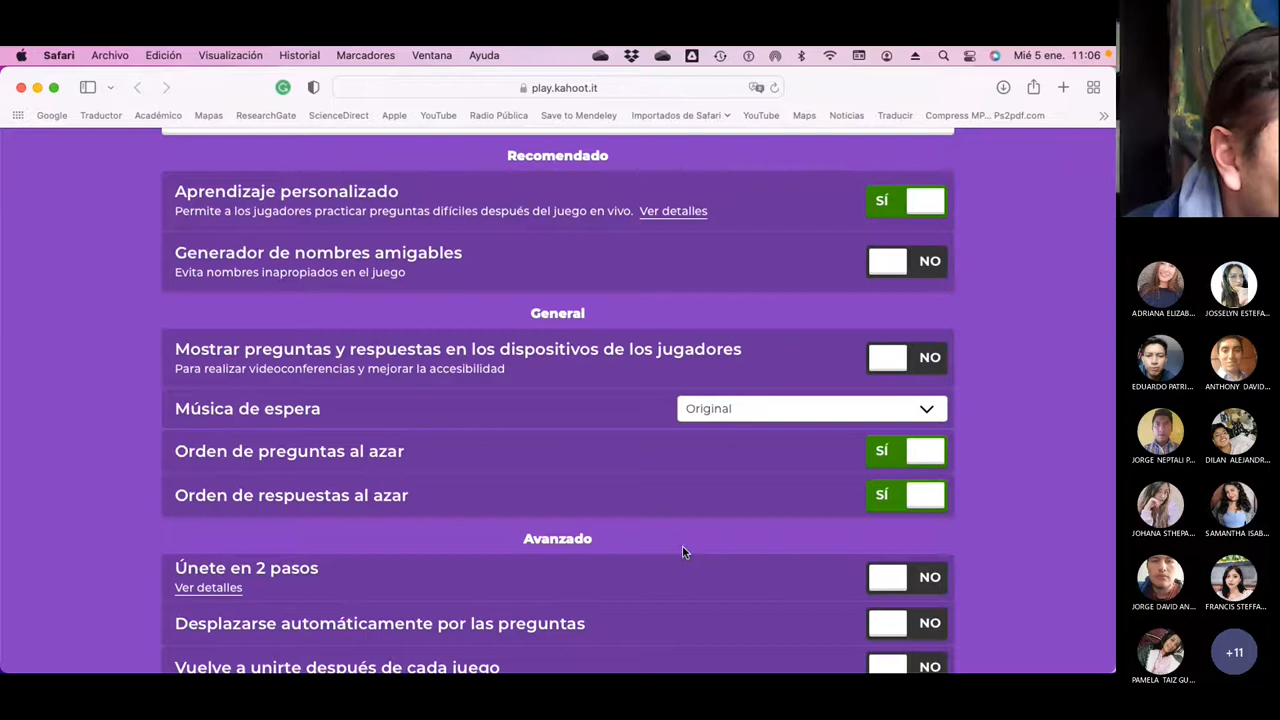 Safari Archivo Edición Visualización Historial Marcadores Ventana Ayuda Mié 5 ene. 11:06
play.kahoot.it
Google Traductor Académico Mapas ResearchGate ScienceDirect Apple YouTube Radio Pública Save to Mendeley Importados de Safari YouTube Maps Noticias Traducir Compress MP... Ps2pdf.com
Recomendado
Aprendizaje personalizado
Permite a los jugadores practicar preguntas difíciles después del juego en vivo. Ver detalles
SÍ
Generador de nombres amigables
Evita nombres inapropiados en el juego
NO
General
Mostrar preguntas y respuestas en los dispositivos de los jugadores
Para realizar videoconferencias y mejorar la accesibilidad
NO
Música de espera Original
Orden de preguntas al azar SÍ
Orden de respuestas al azar SÍ
Avanzado
Únete en 2 pasos
Ver detalles
NO
Desplazarse automáticamente por las preguntas NO
Vuelve a unirte después de cada juego NO
ADRIANA ELIZAB... JOSSELYN ESTEFA...
EDUARDO PATRI... ANTHONY DAVID...
JORGE NEPTALI P... DILAN ALEJANDR...
JOHANA STHEPA... SAMANTHA ISAB...
JORGE DAVID AN... FRANCIS STEFFA...
+11
PAMELA TAIZ GU...